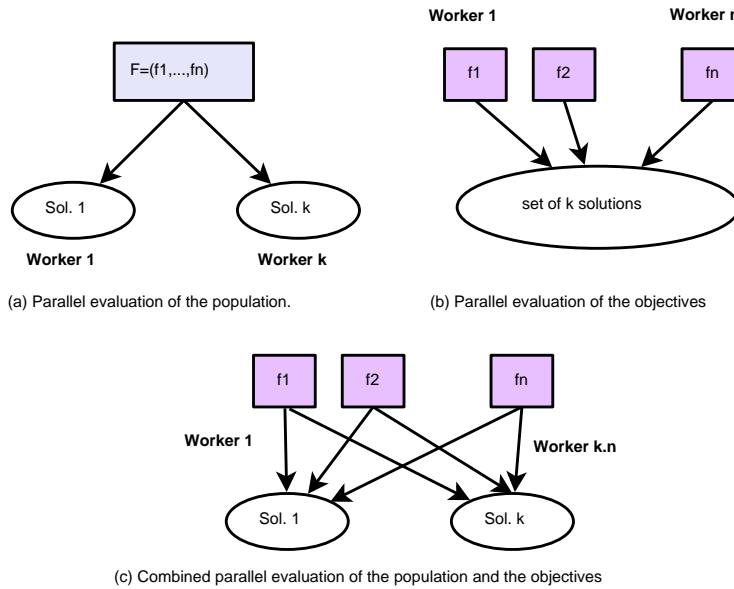 Worker 1
Worker n
F=(f1,...,fn)
f1
f2
fn
Sol. 1
Sol. k
set of k solutions
Worker 1
Worker k
(a) Parallel evaluation of the population.
(b) Parallel evaluation of the objectives
f1
f2
fn
Worker 1
Worker k.n
Sol. 1
Sol. k
(c) Combined parallel evaluation of the population and the objectives